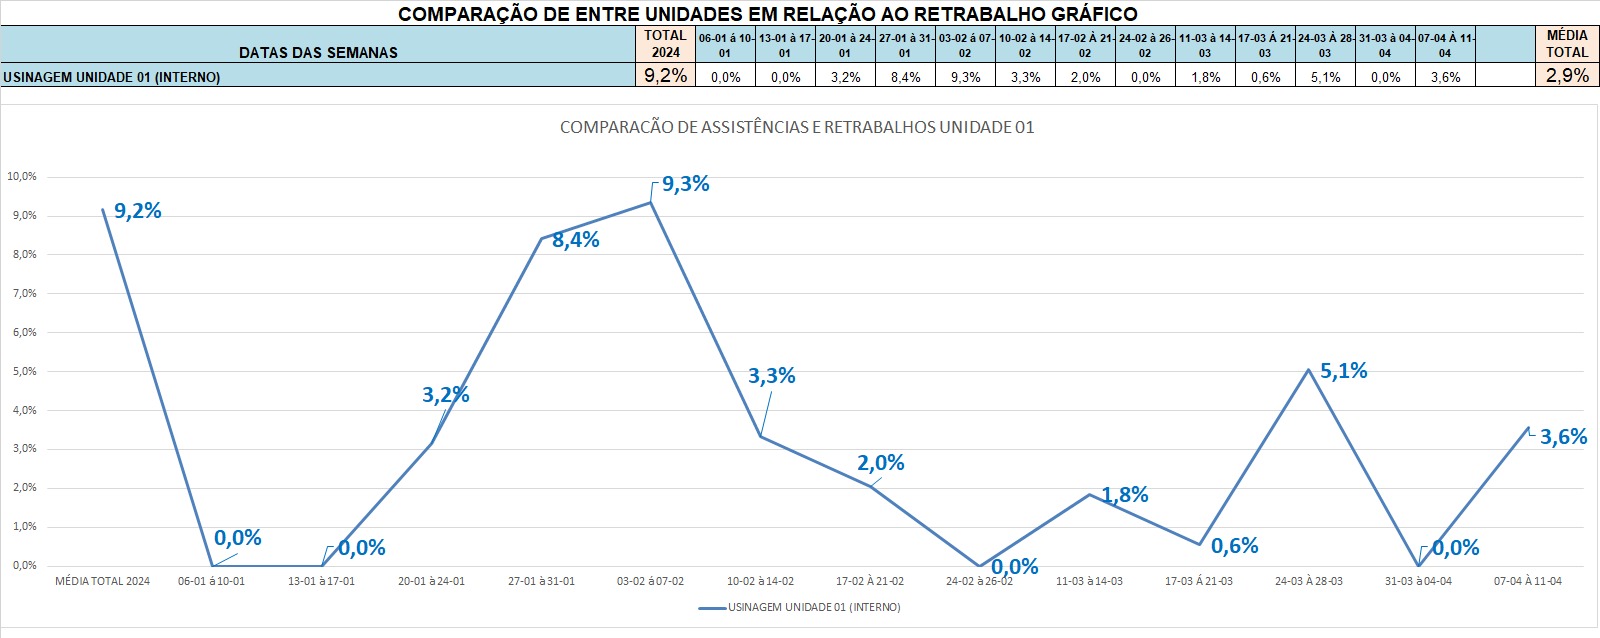 COMPARAÇÃO DE ENTRE UNIDADES EM RELAÇÃO AO RETRABALHO GRÁFICO
DATAS DAS SEMANAS
TOTAL 2024
06-01 á 10-01
13-01 à 17-01
20-01 à 24-01
27-01 à 31-01
03-02 á 07-02
10-02 à 14-02
17-02 Á 21-02
24-02 à 26-02
11-03 à 14-03
17-03 Á 21-03
24-03 à 28-03
31-03 à 04-04
07-04 À 11-04
MÉDIA TOTAL
USINAGEM UNIDADE 01 (INTERNO)
9,2%
0,0%
0,0%
3,2%
8,4%
9,3%
3,3%
2,0%
0,0%
1,8%
0,6%
5,1%
0,0%
3,6%
2,9%
COMPARACÃO DE ASSISTÊNCIAS E RETRABALHOS UNIDADE 01
10,0%
9,0%
8,0%
7,0%
6,0%
5,0%
4,0%
3,0%
2,0%
1,0%
0,0%
9,2%
0,0%
0,0%
3,2%
8,4%
9,3%
3,3%
2,0%
0,0%
1,8%
0,6%
5,1%
0,0%
3,6%
MÉDIA TOTAL 2024
06-01 á 10-01
13-01 à 17-01
20-01 à 24-01
27-01 à 31-01
03-02 á 07-02
10-02 à 14-02
17-02 Á 21-02
24-02 à 26-02
11-03 à 14-03
17-03 Á 21-03
24-03 à 28-03
31-03 à 04-04
07-04 À 11-04
USINAGEM UNIDADE 01 (INTERNO)